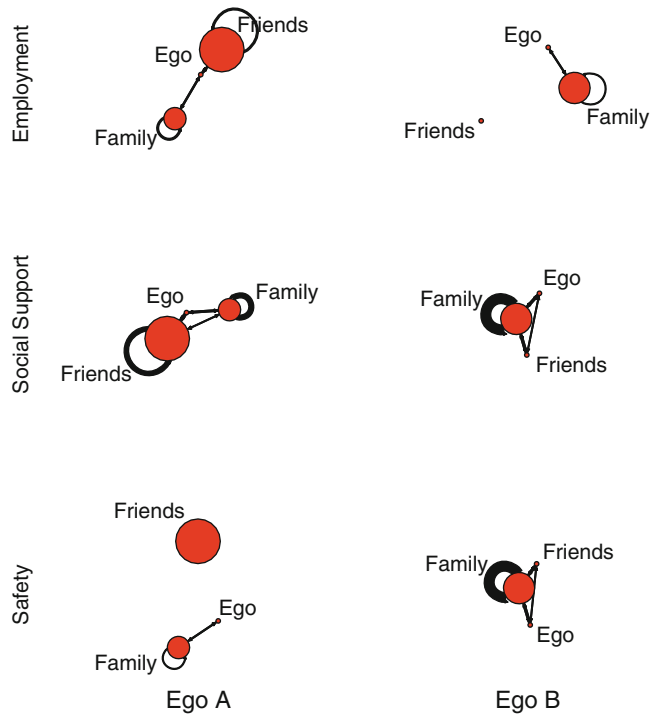 Employment
Friends
Ego
Family
Ego
Family
Friends
Social Support
Ego
Family
Friends
Family
Ego
Friends
Safety
Friends
Ego
Family
Family
Friends
Ego
Ego A
Ego B